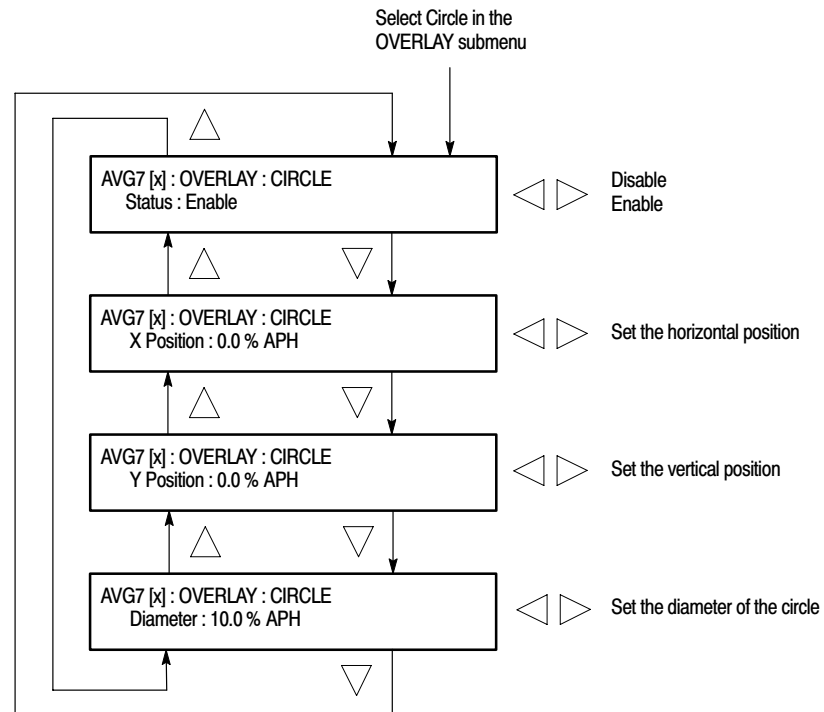 Select Circle in the
OVERLAY submenu
AVG7 [x] : OVERLAY : CIRCLE
Status : Enable
Disable
Enable
AVG7 [x] : OVERLAY : CIRCLE
X Position : 0.0 % APH
Set the horizontal position
AVG7 [x] : OVERLAY : CIRCLE
Y Position : 0.0 % APH
Set the vertical position
AVG7 [x] : OVERLAY : CIRCLE
Diameter : 10.0 % APH
Set the diameter of the circle